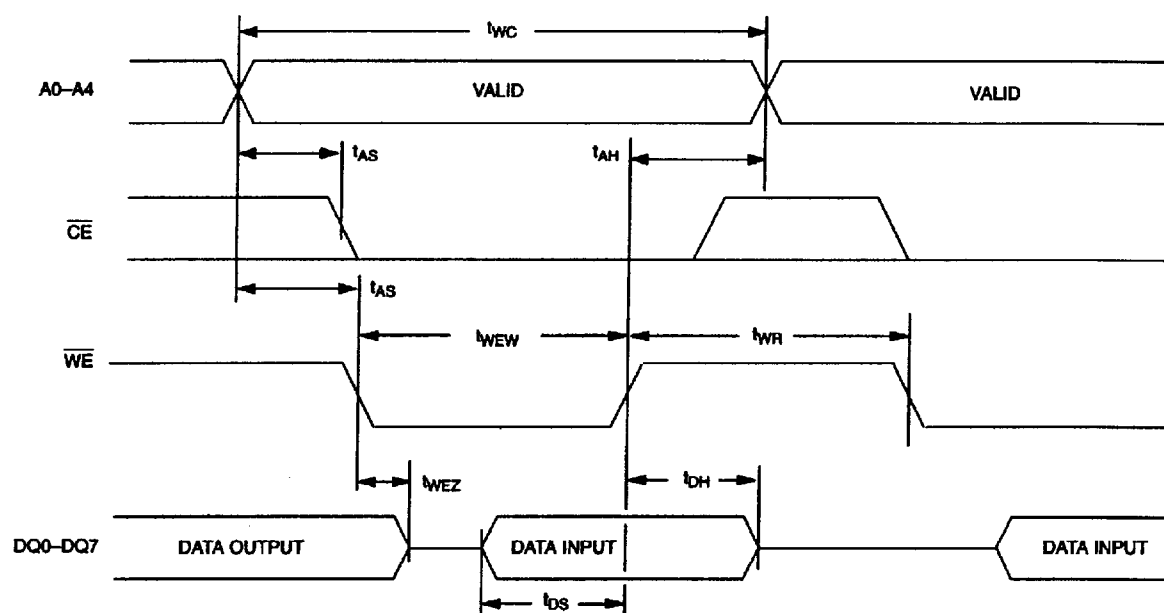 tWC
A0–A4 VALID VALID
tAS tAH
CE
tAS
tWEW tWR
WE
tWEZ tDH
DQ0–DQ7 DATA OUTPUT DATA INPUT DATA INPUT
tDS